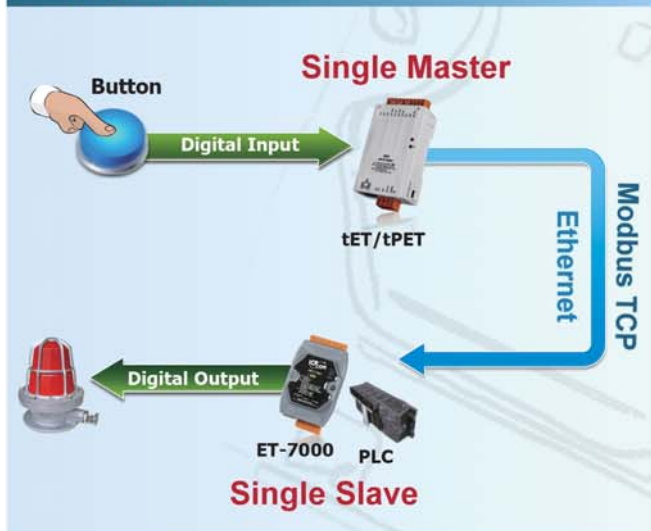 Single Master
Button
Digital Input
tET/tPET
Ethernet
Modbus TCP
Digital Output
ET-7000
PLC
Single Slave